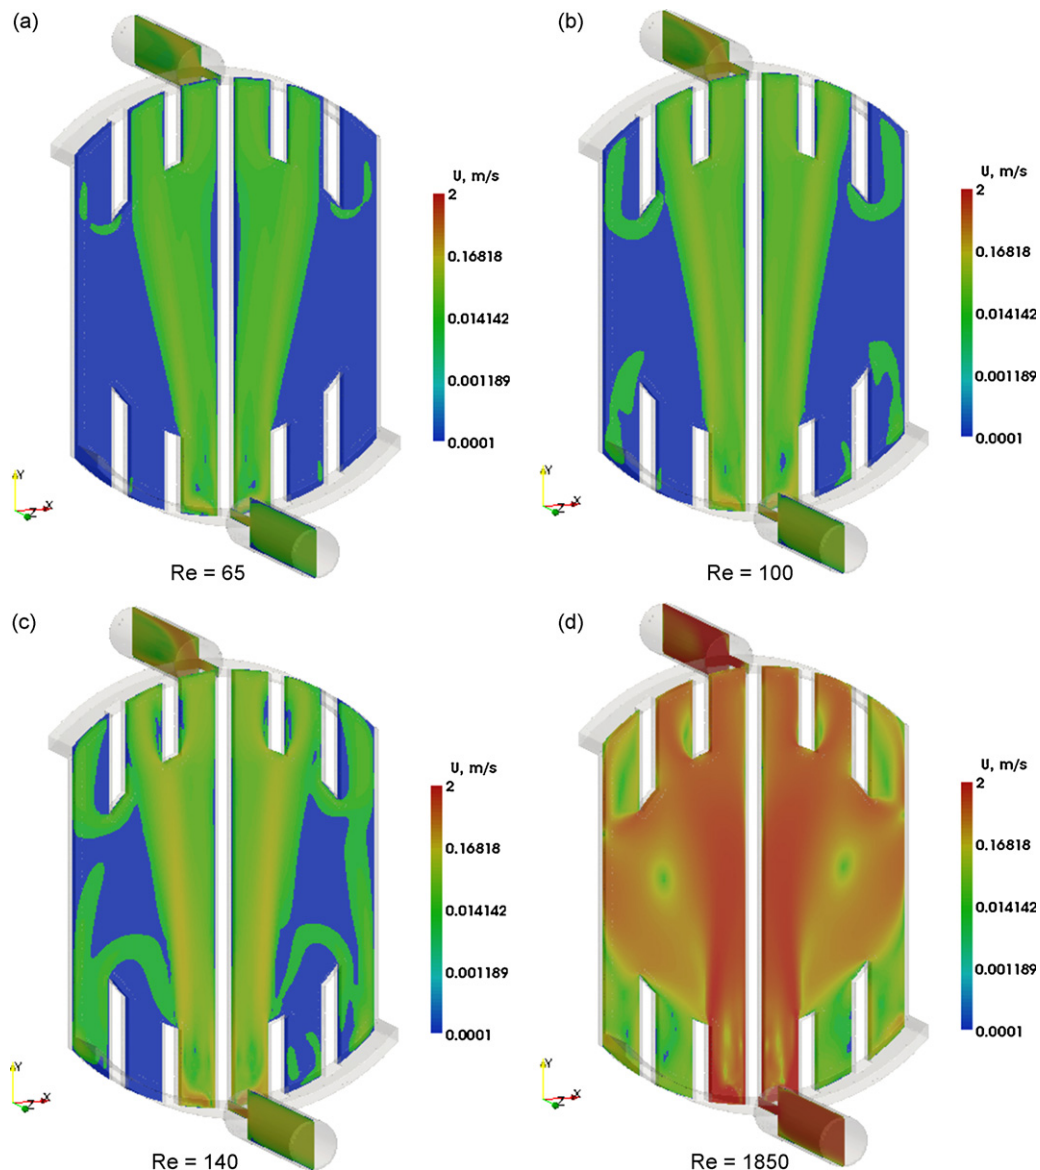 (a)
U, m/s
2
0.16818
0.014142
0.001189
0.0001
Y
X
Z
Re = 65
(b)
U, m/s
2
0.16818
0.014142
0.001189
0.0001
Y
X
Z
Re = 100
(c)
U, m/s
2
0.16818
0.014142
0.001189
0.0001
Y
X
Z
Re = 140
(d)
U, m/s
2
0.16818
0.014142
0.001189
0.0001
Y
X
Z
Re = 1850